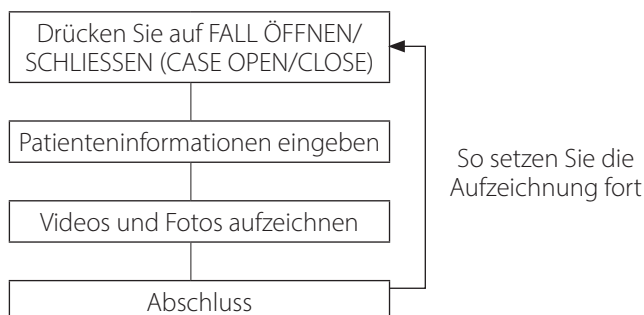 Drücken Sie auf FALL ÖFFNEN/
SCHLIESSEN (CASE OPEN/CLOSE)
Patienteninformationen eingeben
So setzen Sie die
Aufzeichnung fort
Videos und Fotos aufzeichnen
Abschluss